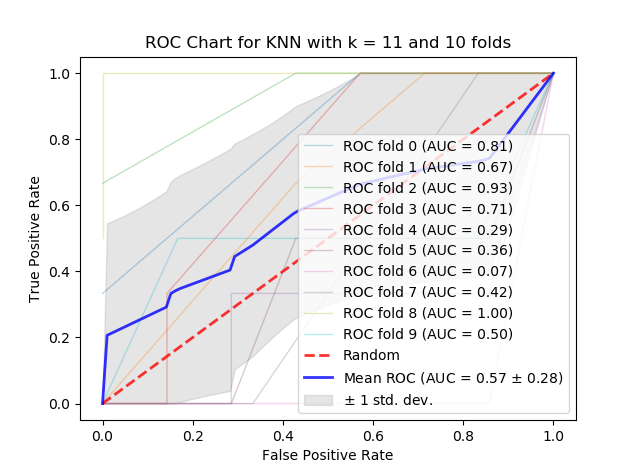 ROC Chart for KNN with k = 11 and 10 folds
True Positive Rate
1.0
0.8
0.6
0.4
0.2
0.0
ROC fold 0 (AUC = 0.81)
ROC fold 1 (AUC = 0.67)
ROC fold 2 (AUC = 0.93)
ROC fold 3 (AUC = 0.71)
ROC fold 4 (AUC = 0.29)
ROC fold 5 (AUC = 0.36)
ROC fold 6 (AUC = 0.07)
ROC fold 7 (AUC = 0.42)
ROC fold 8 (AUC = 1.00)
ROC fold 9 (AUC = 0.50)
Random
Mean ROC (AUC = 0.57 ± 0.28)
± 1 std. dev.
0.0 0.2 0.4 0.6 0.8 1.0
False Positive Rate